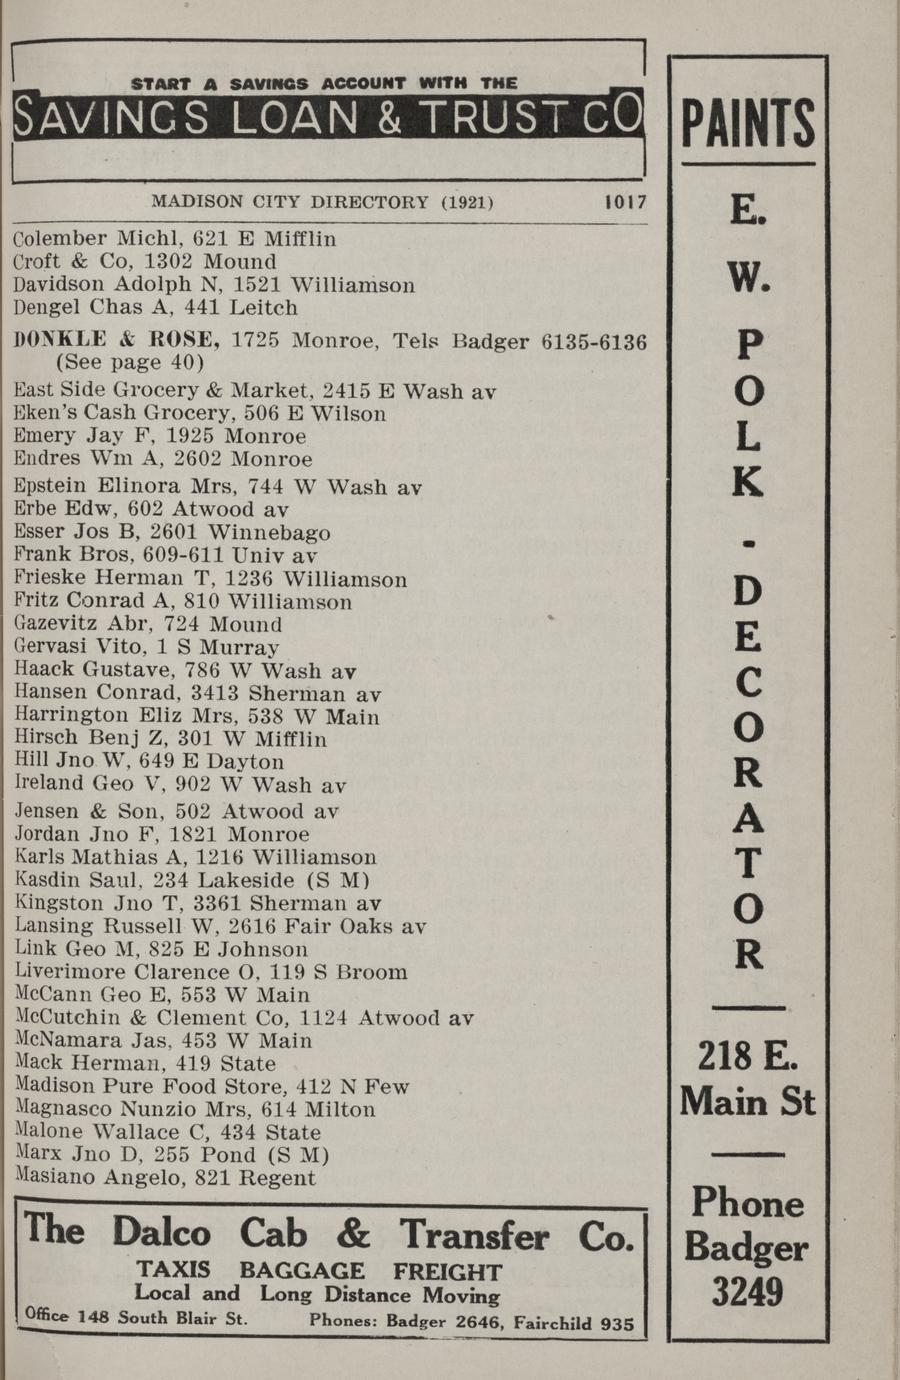 START A SAVINGS ACCOUNT WITH THE
SAVINGS LOAN & TRUST CO
MADISON CITY DIRECTORY (1921) 1017
Colember Michl, 621 E Mifflin
Croft & Co, 1302 Mound
Davidson Adolph N, 1521 Williamson
Dengel Chas A, 441 Leitch
DONKLE & ROSE, 1725 Monroe, Tels Badger 6135-6136
(See page 40)
East Side Grocery & Market, 2415 E Wash av
Eken's Cash Grocery, 506 E Wilson
Emery Jay F, 1925 Monroe
Endres Wm A, 2602 Monroe
Epstein Elinora Mrs, 744 W Wash av
Erbe Edw, 602 Atwood av
Esser Jos B, 2601 Winnebago
Frank Bros, 609-611 Univ av
Frieske Herman T, 1236 Williamson
Fritz Conrad A, 810 Williamson
Gazevitz Abr, 724 Mound
Gervasi Vito, 1 S Murray
Haack Gustave, 786 W Wash av
Hansen Conrad, 3413 Sherman av
Harrington Eliz Mrs, 538 W Main
Hirsch Benj Z, 301 W Mifflin
Hill Jno W, 649 E Dayton
Ireland Geo V, 902 W Wash av
Jensen & Son, 502 Atwood av
Jordan Jno F, 1821 Monroe
Karls Mathias A, 1216 Williamson
Kasdin Saul, 234 Lakeside (S M)
Kingston Jno T, 3361 Sherman av
Lansing Russell W, 2616 Fair Oaks av
Link Geo M, 825 E Johnson
Liverimore Clarence O, 119 S Broom
McCann Geo E, 553 W Main
McCutchin & Clement Co, 1124 Atwood av
McNamara Jas, 453 W Main
Mack Herman, 419 State
Madison Pure Food Store, 412 N Few
Magnasco Nunzio Mrs, 614 Milton
Malone Wallace C, 434 State
Marx Jno D, 255 Pond (S M)
Masiano Angelo, 821 Regent
The Dalco Cab & Transfer Co.
TAXIS BAGGAGE FREIGHT
Local and Long Distance Moving
Office 148 South Blair St. Phones: Badger 2646, Fairchild 935
PAINTS
E.
W.
P
O
L
K
-
D
E
C
O
R
A
T
O
R
218 E.
Main St
Phone
Badger
3249